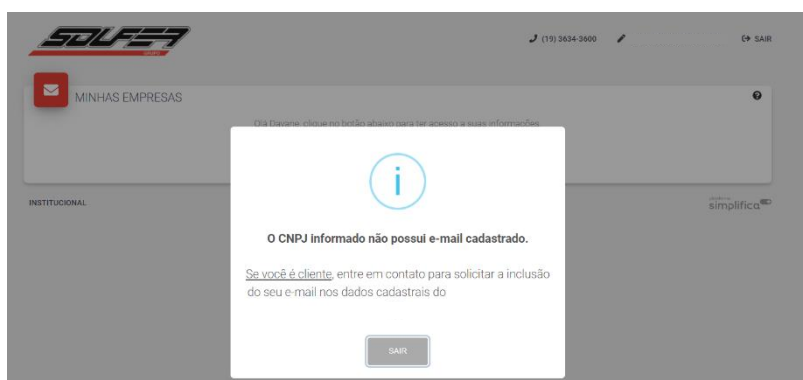 SOLFER
GRUPO
(19) 3634-3600
SAIR
MINHAS EMPRESAS
Olá Davane, clique no botão abaixo para ter acesso a suas informações.
i
O CNPJ informado não possui e-mail cadastrado.
Se você é cliente, entre em contato para solicitar a inclusão
do seu e-mail nos dados cadastrais do
SAIR
INSTITUCIONAL
simplifica